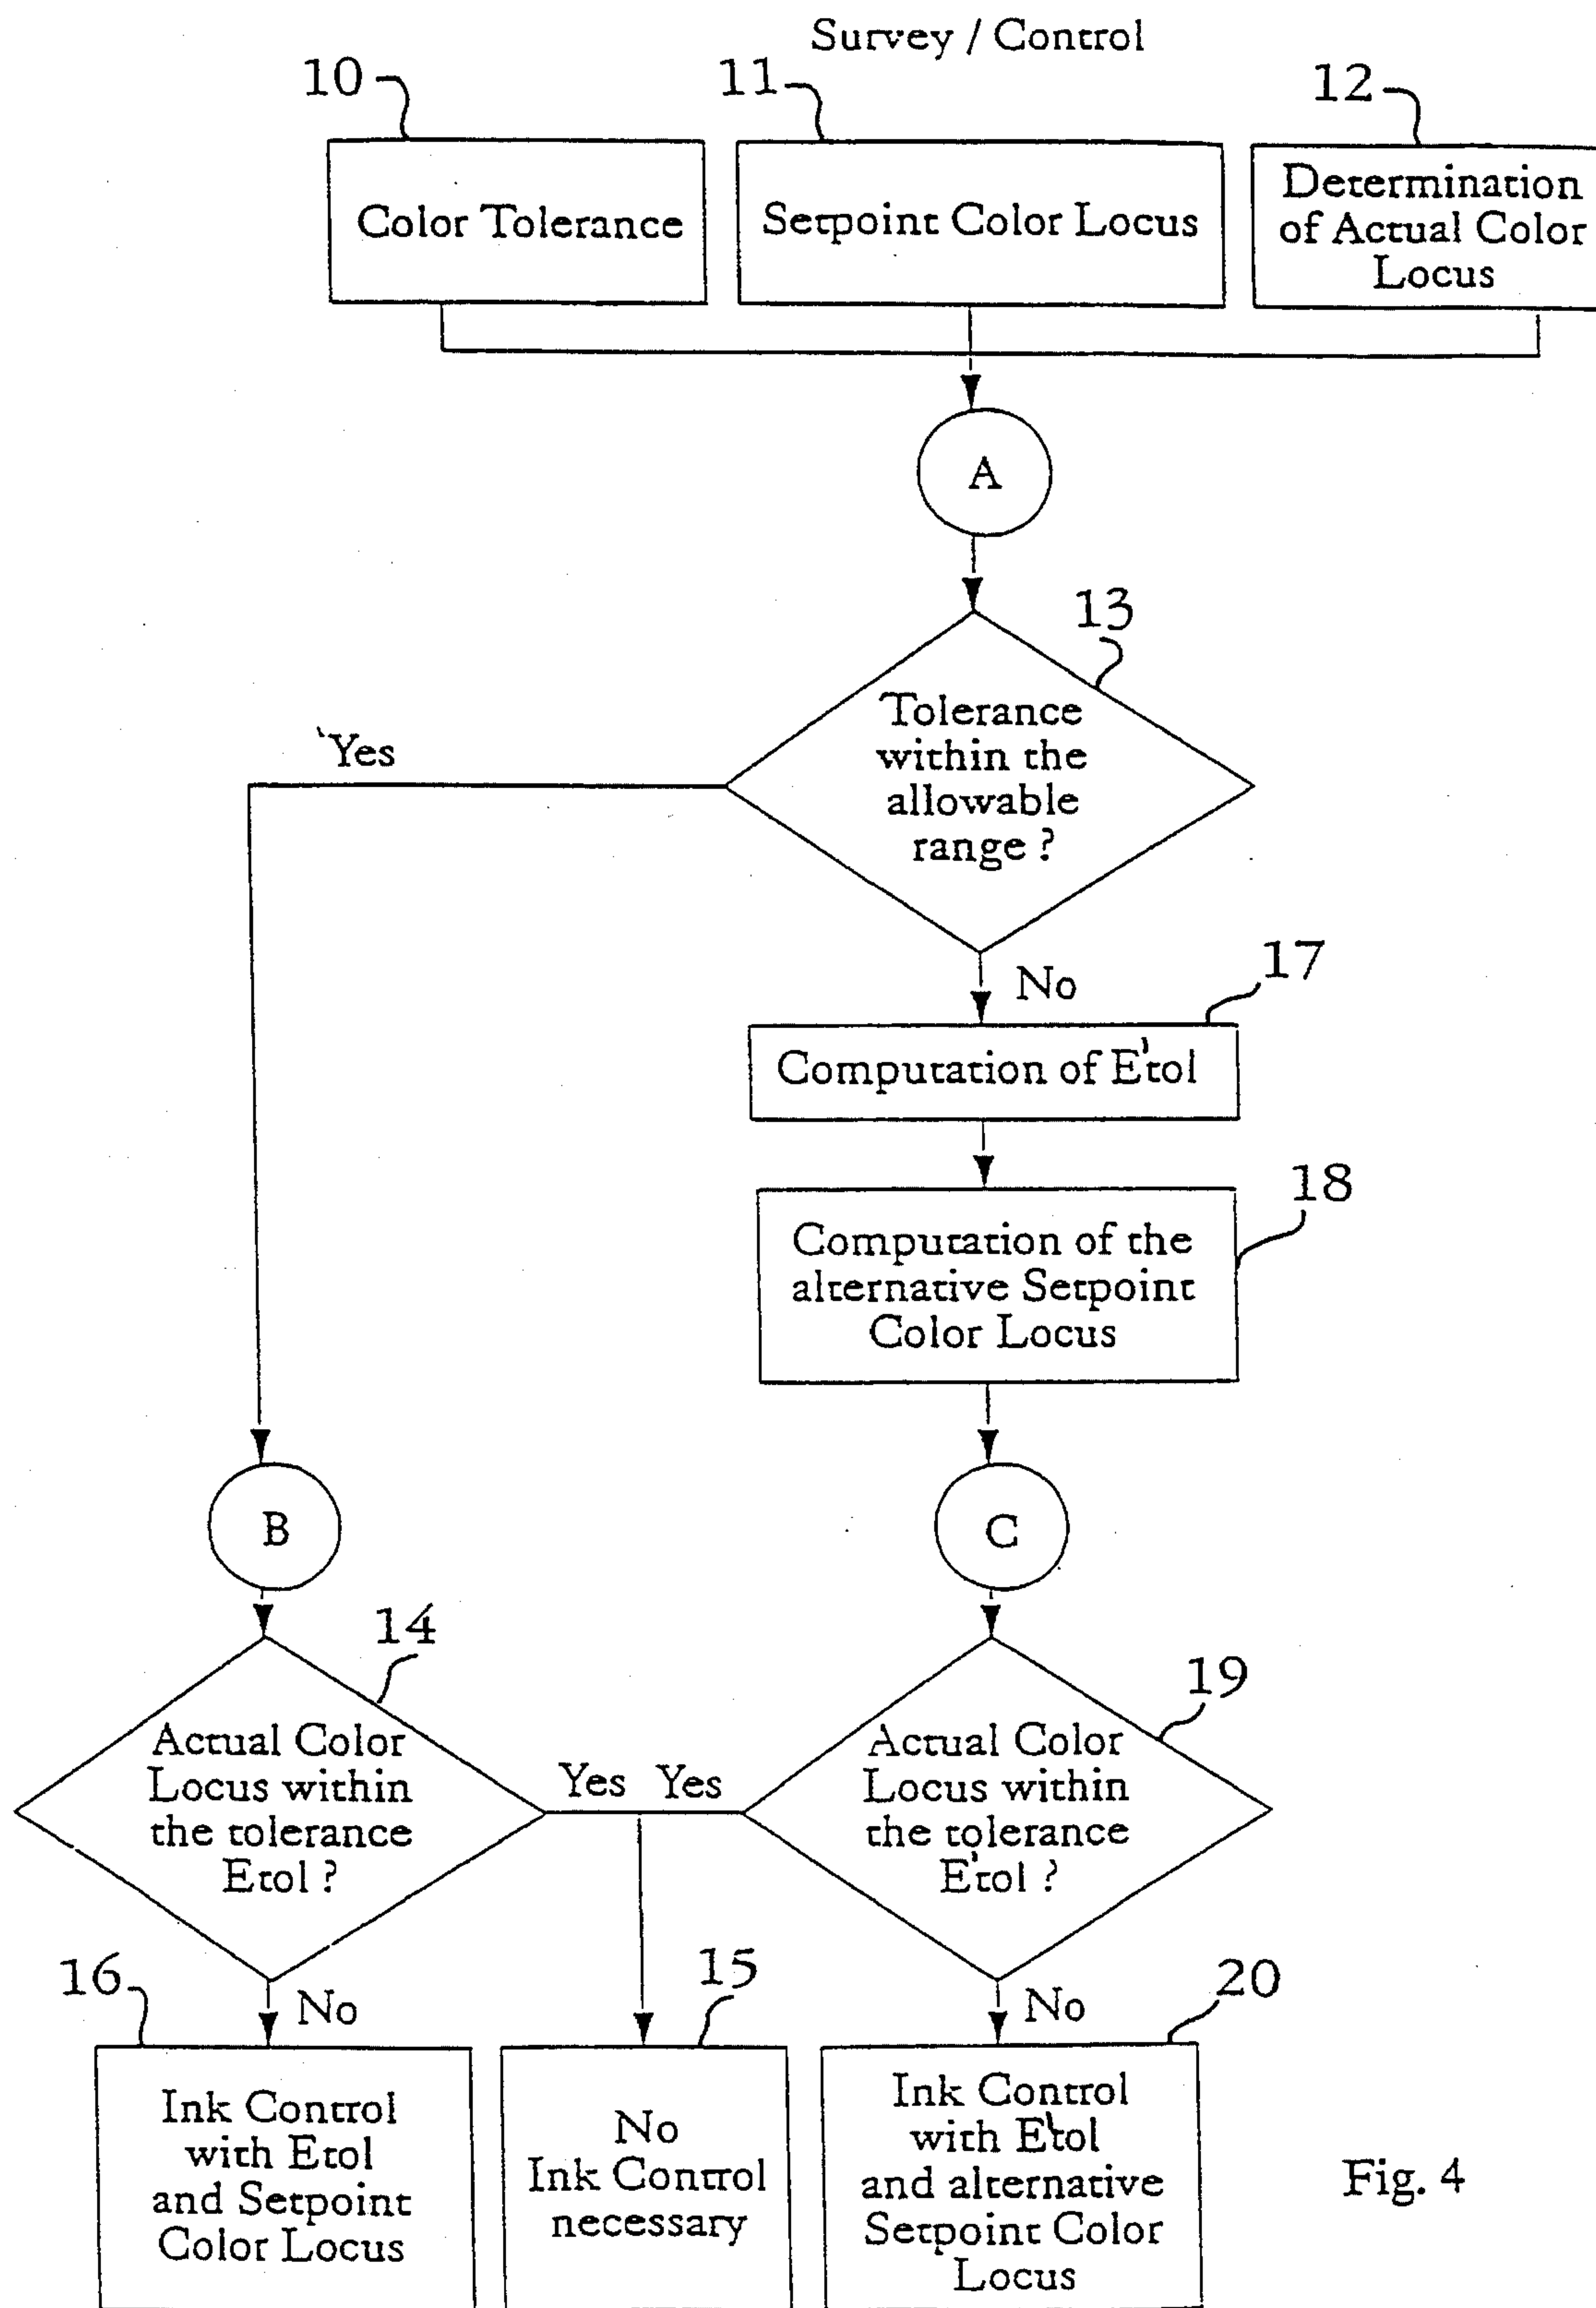 Survey / Control
10
11
12
Color Tolerance
Setpoint Color Locus
Determination
of Actual Color
Locus
A
13
Tolerance
within the
allowable
range ?
Yes
No
17
Computation of E'tol
18
Computation of the
alternative Setpoint
Color Locus
B
C
14
Actual Color
Locus within
the tolerance
Etol ?
Yes Yes
19
Actual Color
Locus within
the tolerance
E'tol ?
16
No
15
No
20
Ink Control
with Etol
and Setpoint
Color Locus
No
Ink Control
necessary
Ink Control
with E'tol
and alternative
Setpoint Color
Locus
Fig. 4